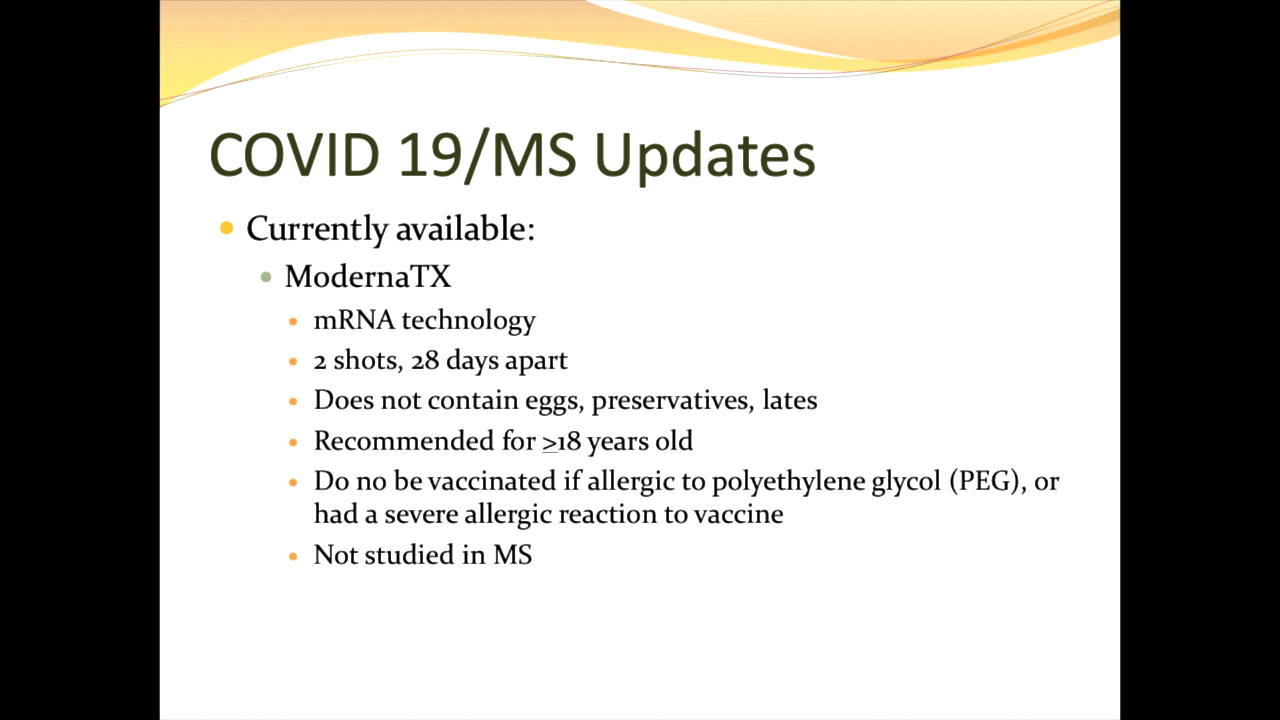 COVID 19/MS Updates
Currently available:
ModernaTX
mRNA technology
2 shots, 28 days apart
Does not contain eggs, preservatives, lates
Recommended for ≥18 years old
Do no be vaccinated if allergic to polyethylene glycol (PEG), or
had a severe allergic reaction to vaccine
Not studied in MS